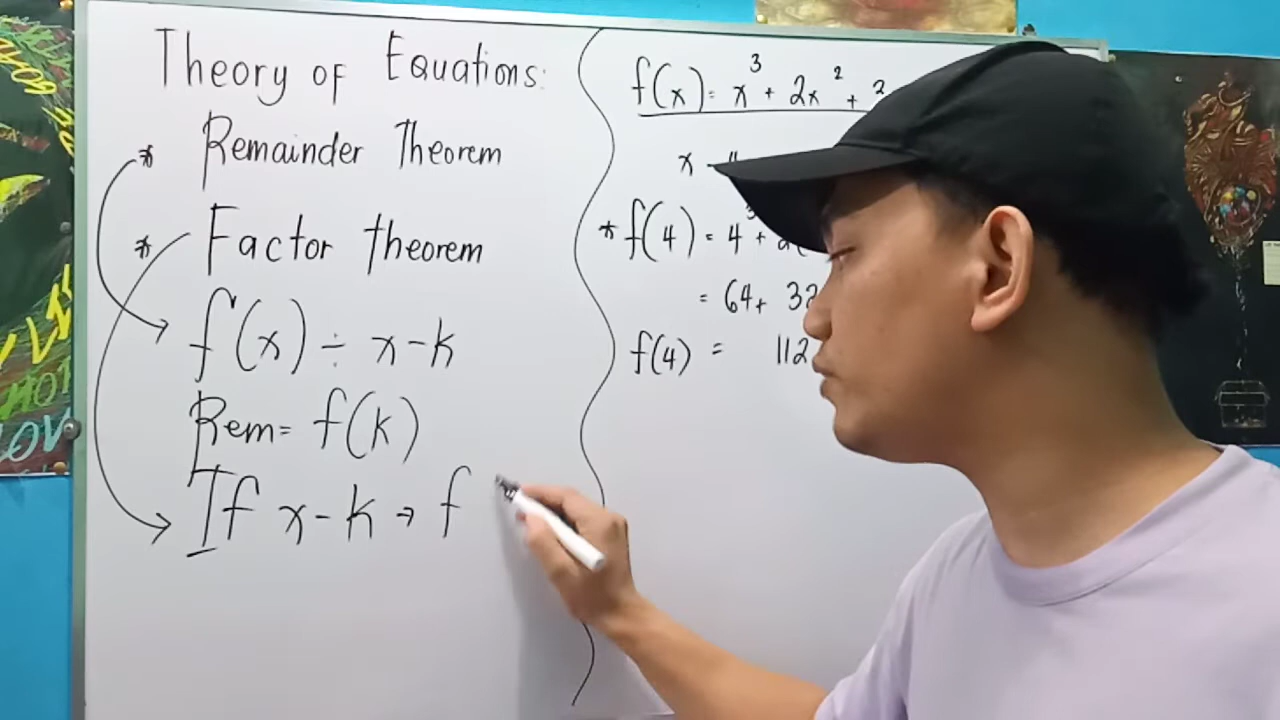 Theory of Equations:
* Remainder Theorem
* Factor theorem
f(x) ÷ x-k
Rem = f(k)
If x-k → f
f(x) = x³ + 2x² + 2
x - 4
* f(4) = 4³ + 2(
= 64 + 32
f(4) = 112